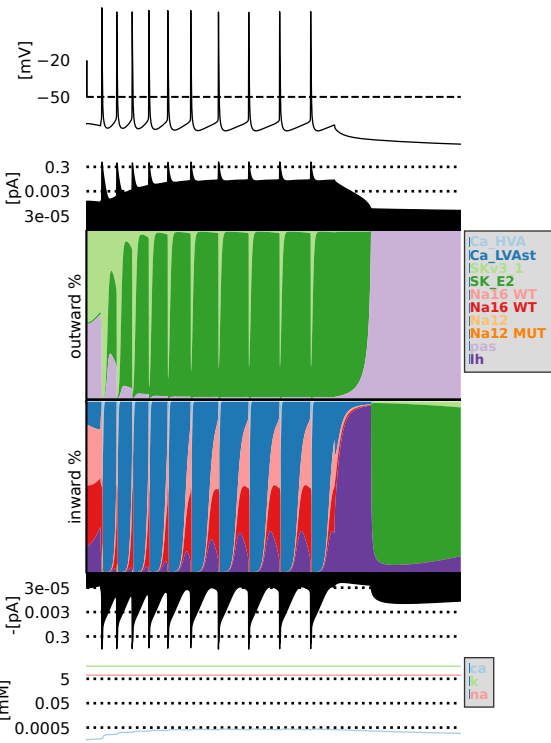 [mV]
−20
−50
[pA]
0.3
0.003
3e-05
outward %
Ca_HVA
Ca_LVAst
SKv3_1
SK_E2
Na16 WT
Na16 WT
Na12
Na12 MUT
pas
Ih
inward %
-[pA]
3e-05
0.003
0.3
[mM]
5
0.05
0.0005
ca
k
na